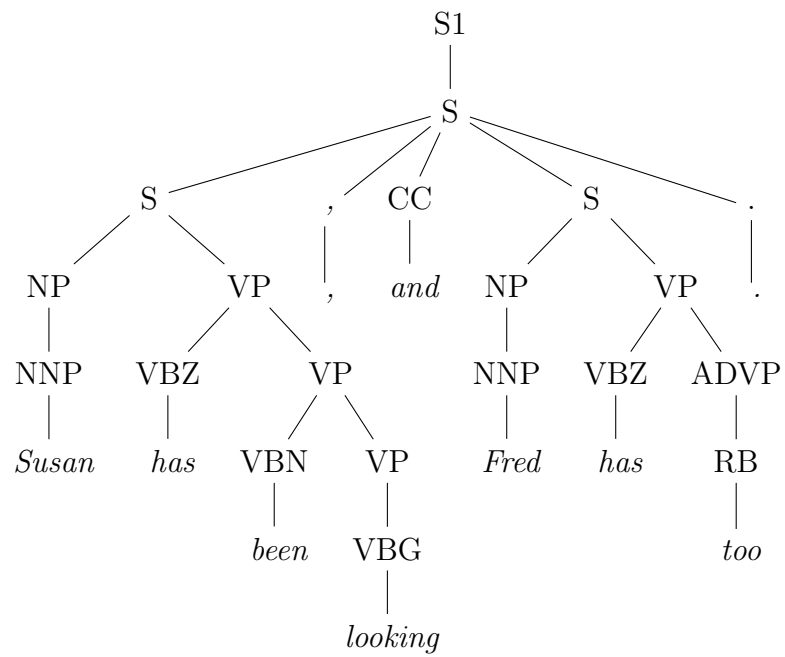 S1
S
S , CC S .
NP VP , and NP VP .
NNP VBZ VP NNP VBZ ADVP
Susan has VBN VP Fred has RB
been VBG too
looking